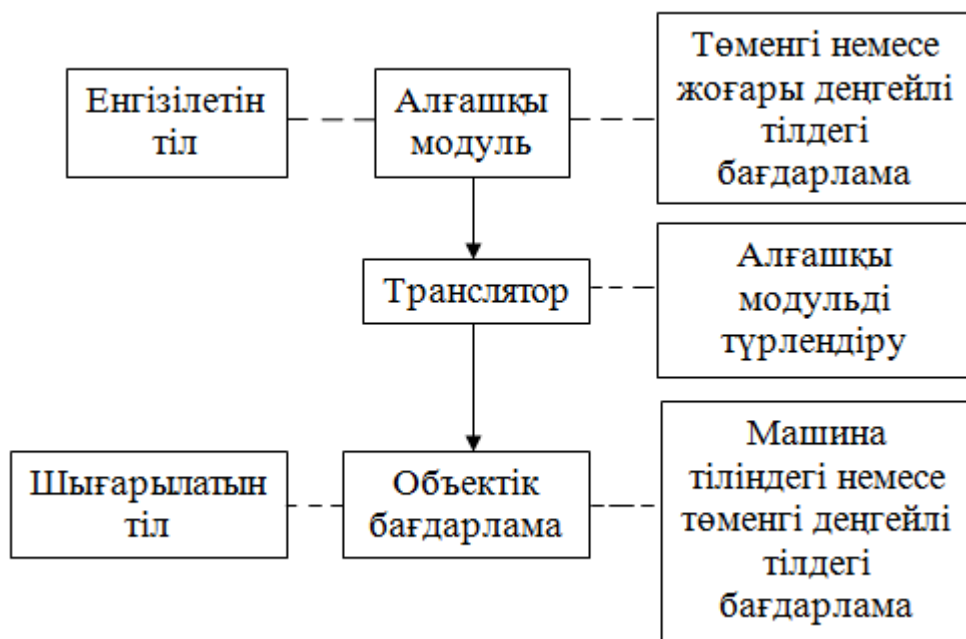 Енгізілетін
тіл
Алғашқы
модуль
Төменгі немесе
жоғары деңгейлі
тілдегі
бағдарлама
Транслятор
Алғашқы
модульді
түрлендіру
Шығарылатын
тіл
Объектік
бағдарлама
Машина
тіліндегі немесе
төменгі деңгейлі
тілдегі
бағдарлама